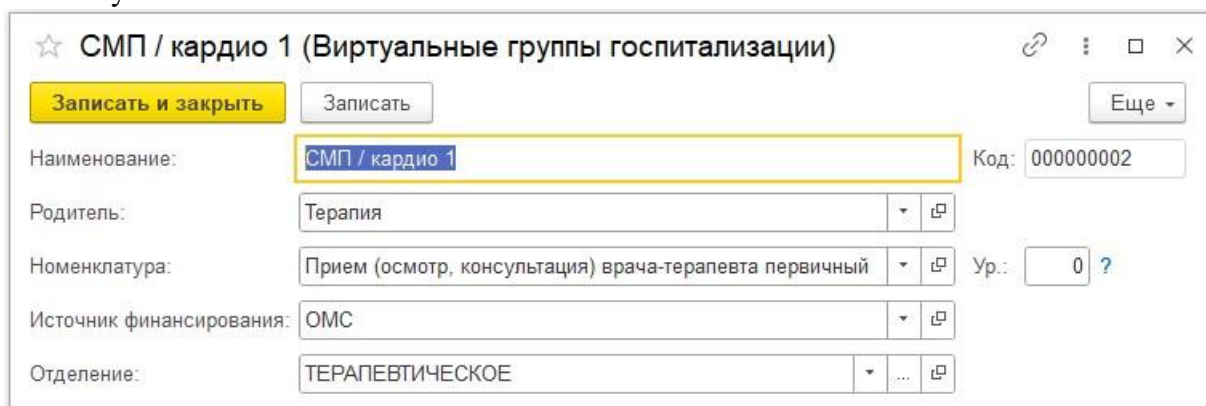 СМП / кардио 1 (Виртуальные группы госпитализации)
Записать и закрыть Записать Еще
Наименование: СМП / кардио 1 Код: 000000002
Родитель: Терапия
Номенклатура: Прием (осмотр, консультация) врача-терапевта первичный Ур.: 0 ?
Источник финансирования: ОМС
Отделение: ТЕРАПЕВТИЧЕСКОЕ ...